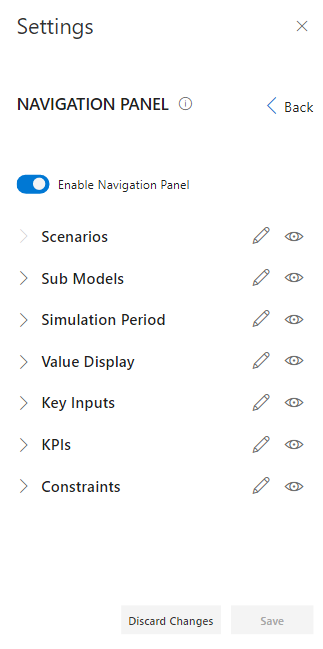 Settings
NAVIGATION PANEL
Back
Enable Navigation Panel
Scenarios
Sub Models
Simulation Period
Value Display
Key Inputs
KPIs
Constraints
Discard Changes
Save